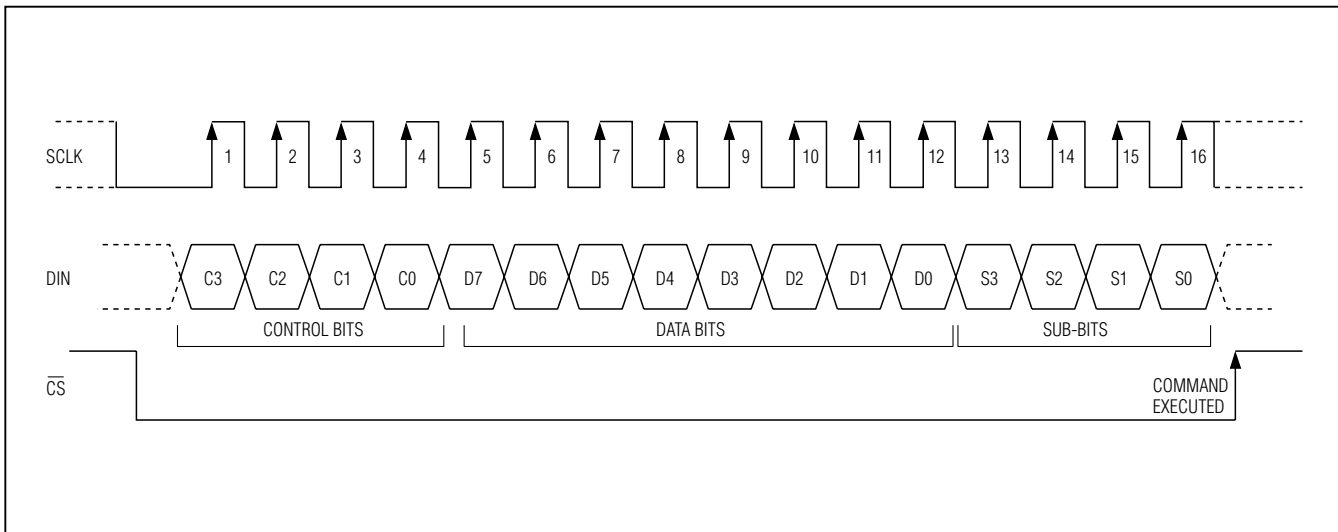 SCLK 1 2 3 4 5 6 7 8 9 10 11 12 13 14 15 16
DIN C3 C2 C1 C0 D7 D6 D5 D4 D3 D2 D1 D0 S3 S2 S1 S0
CONTROL BITS DATA BITS SUB-BITS
C̅S̅ COMMAND
EXECUTED